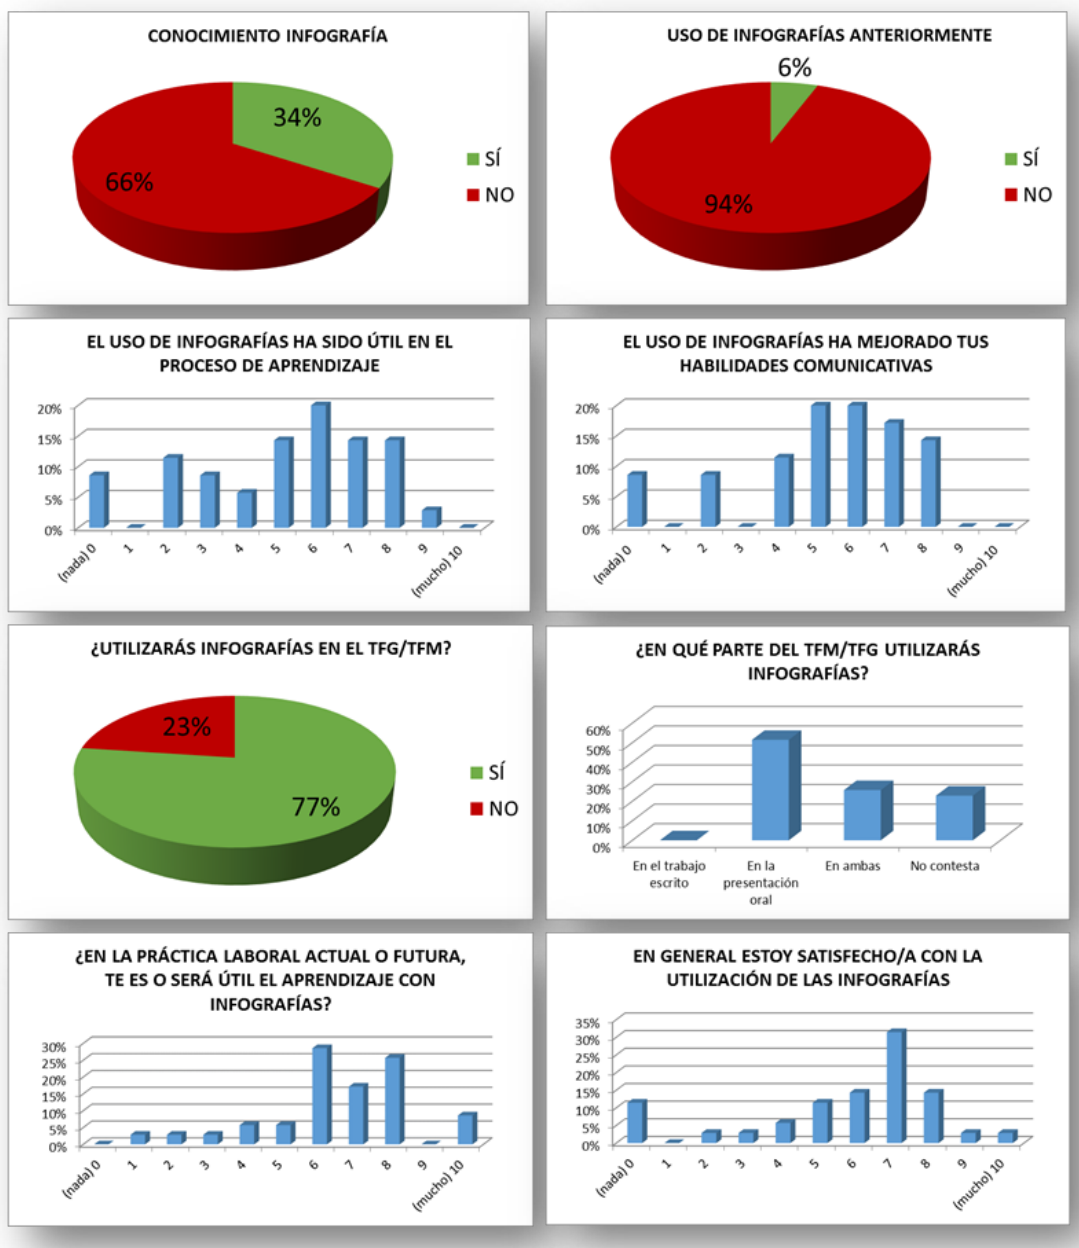 CONOCIMIENTO INFOGRAFÍA
34%
66%
SÍ
NO
USO DE INFOGRAFÍAS ANTERIORMENTE
6%
94%
SÍ
NO
EL USO DE INFOGRAFÍAS HA SIDO ÚTIL EN EL
PROCESO DE APRENDIZAJE
20%
15%
10%
5%
0%
(nada) 0
1
2
3
4
5
6
7
8
9
(mucho) 10
EL USO DE INFOGRAFÍAS HA MEJORADO TUS
HABILIDADES COMUNICATIVAS
20%
15%
10%
5%
0%
(nada) 0
1
2
3
4
5
6
7
8
9
(mucho) 10
¿UTILIZARÁS INFOGRAFÍAS EN EL TFG/TFM?
23%
77%
SÍ
NO
¿EN QUÉ PARTE DEL TFM/TFG UTILIZARÁS
INFOGRAFÍAS?
60%
50%
40%
30%
20%
10%
0%
En el trabajo
escrito
En la
presentación
oral
En ambas
No contesta
¿EN LA PRÁCTICA LABORAL ACTUAL O FUTURA,
TE ES O SERÁ ÚTIL EL APRENDIZAJE CON
INFOGRAFÍAS?
30%
25%
20%
15%
10%
5%
0%
(nada) 0
1
2
3
4
5
6
7
8
9
(mucho) 10
EN GENERAL ESTOY SATISFECHO/A CON LA
UTILIZACIÓN DE LAS INFOGRAFÍAS
35%
30%
25%
20%
15%
10%
5%
0%
(nada) 0
1
2
3
4
5
6
7
8
9
(mucho) 10